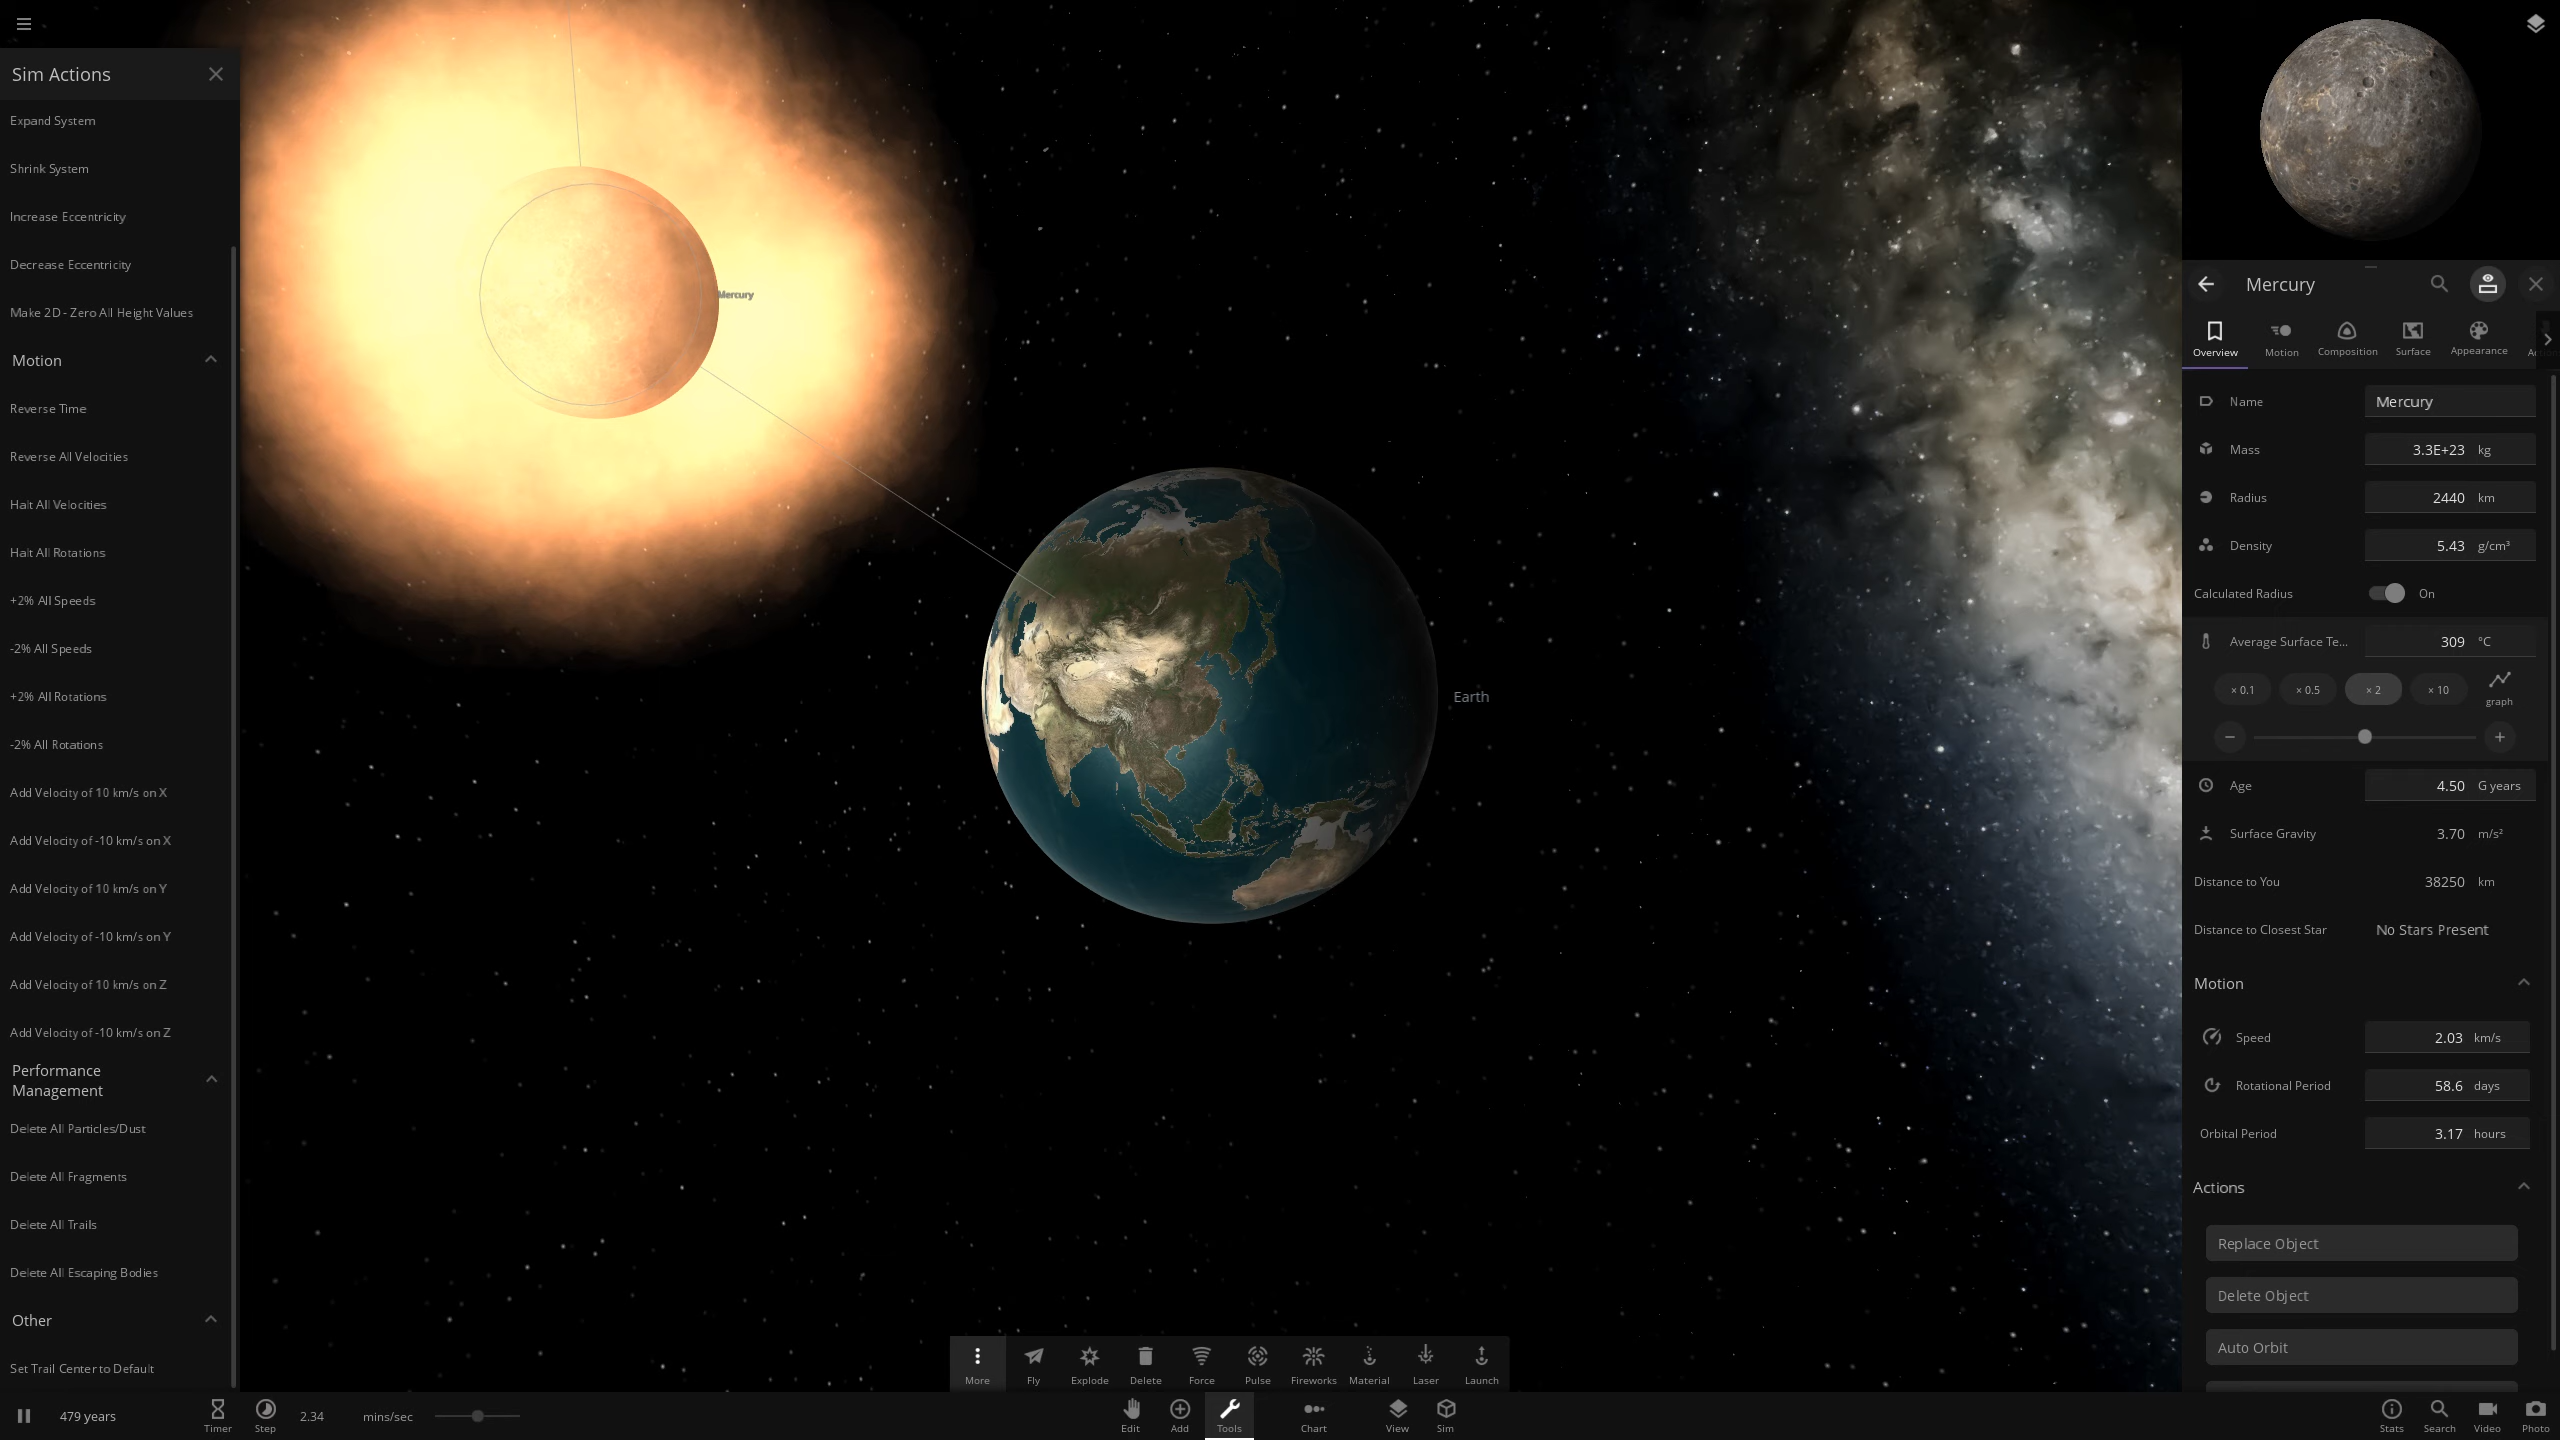 Sim Actions
Expand System
Shrink System
Increase Eccentricity
Decrease Eccentricity
Make 2D - Zero All Height Values
Motion
Reverse Time
Reverse All Velocities
Halt All Velocities
Halt All Rotations
+2% All Speeds
-2% All Speeds
+2% All Rotations
-2% All Rotations
Add Velocity of 10 km/s on X
Add Velocity of -10 km/s on X
Add Velocity of 10 km/s on Y
Add Velocity of -10 km/s on Y
Add Velocity of 10 km/s on Z
Add Velocity of -10 km/s on Z
Performance
Management
Delete All Particles/Dust
Delete All Fragments
Delete All Trails
Delete All Escaping Bodies
Other
Set Trail Center to Default
Mercury
Earth
Mercury
Overview Motion Composition Surface Appearance
Name Mercury
Mass 3.3E+23 kg
Radius 2440 km
Density 5.43 g/cm³
Calculated Radius On
Average Surface Te... 309 °C
× 0.1 × 0.5 × 2 × 10 graph
Age 4.50 G years
Surface Gravity 3.70 m/s²
Distance to You 38250 km
Distance to Closest Star No Stars Present
Motion
Speed 2.03 km/s
Rotational Period 58.6 days
Orbital Period 3.17 hours
Actions
Replace Object
Delete Object
Auto Orbit
More Fly Explode Delete Force Pulse Fireworks Material Laser Launch
479 years Timer Step 2.34 mins/sec Edit Add Tools Chart View Sim Stats Search Video Photo